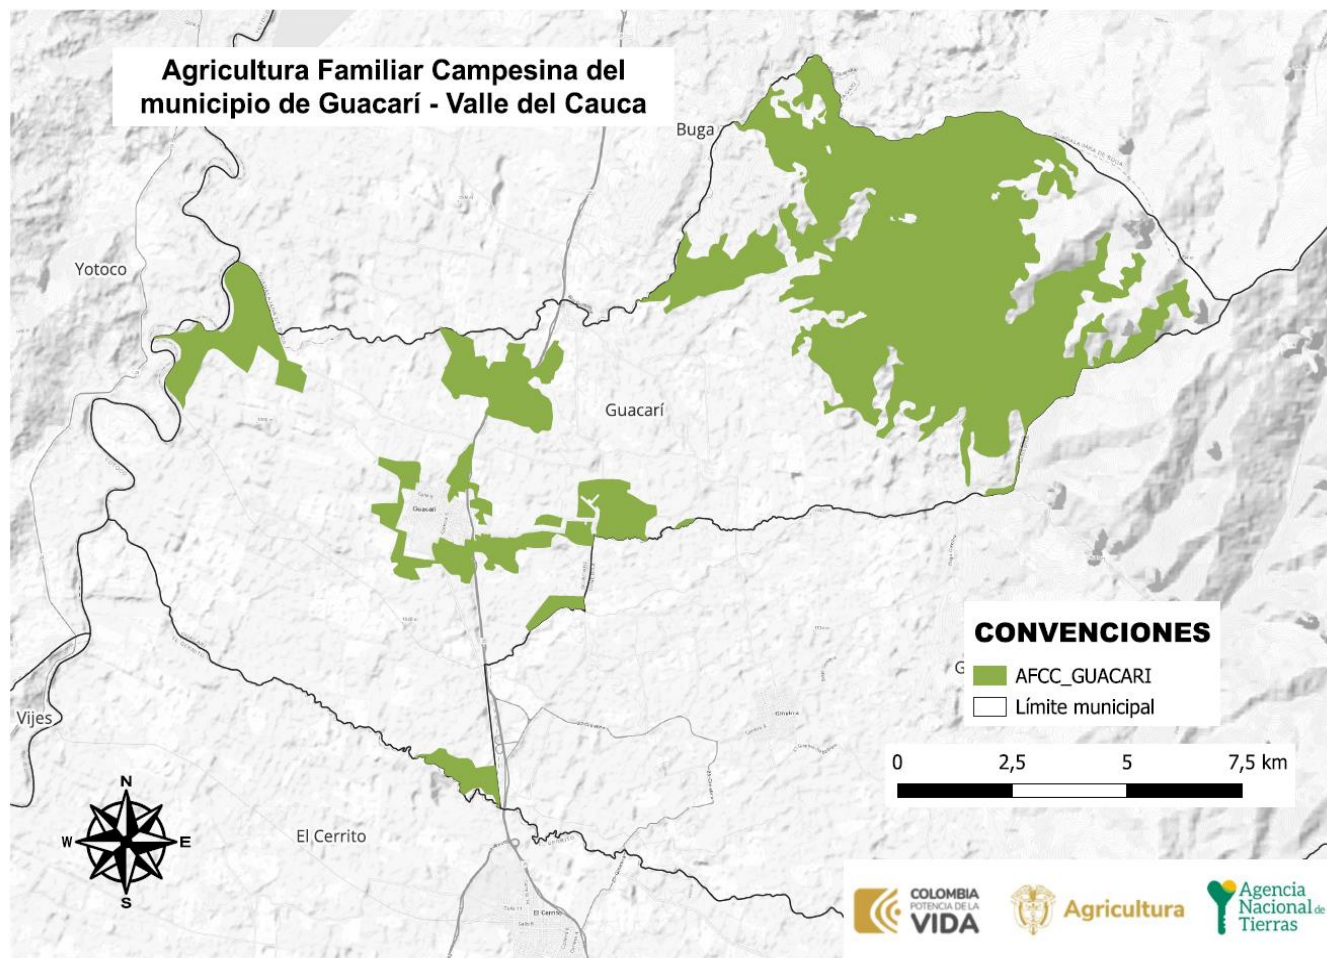 Agricultura Familiar Campesina del
municipio de Guacarí - Valle del Cauca
Buga
Yotoco
Guacarí
Guacarí
YOTOCO
CONVENCIONES
AFCC_GUACARI
Límite municipal
G
Ginebra
Vijes
0 2,5 5 7,5 km
N
W E
S
El Cerrito
El Cerrito
COLOMBIA
POTENCIA DE LA
VIDA
Agricultura
Agencia
Nacional de
Tierras